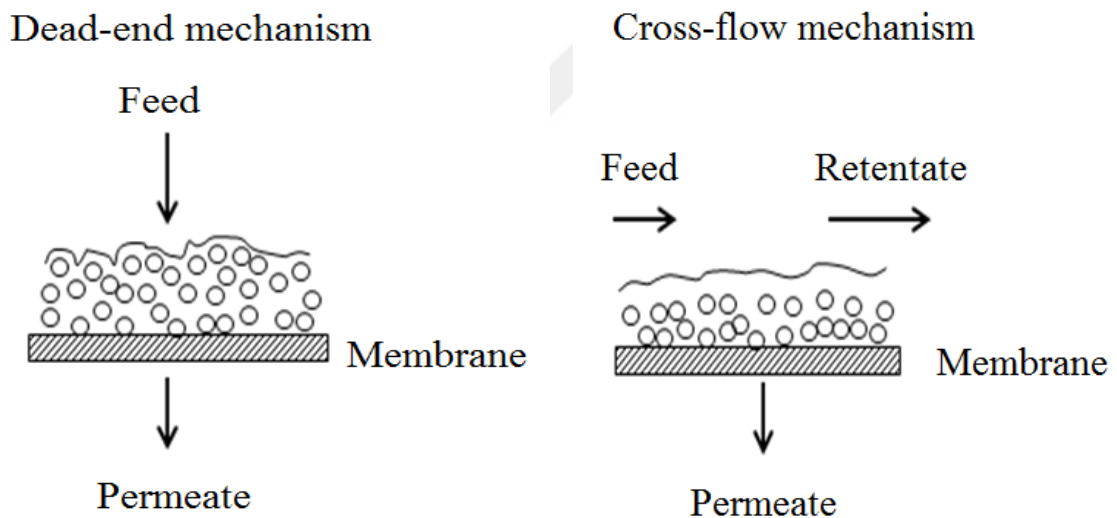 Dead-end mechanism
Feed
Membrane
Permeate
Cross-flow mechanism
Feed
Retentate
Membrane
Permeate